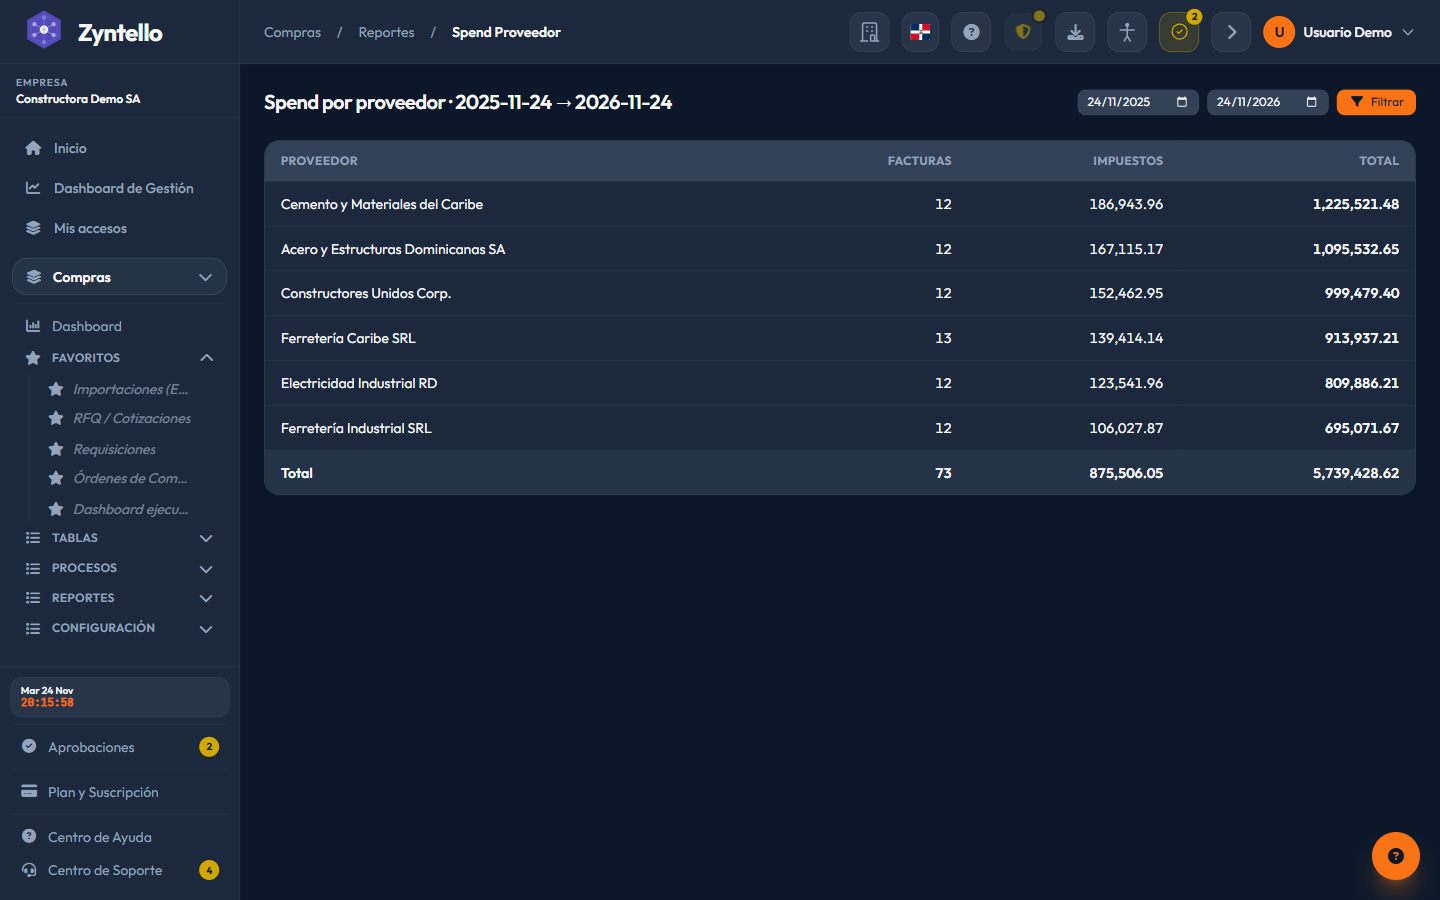 Zyntello
Compras / Reportes / Spend Proveedor
2
U Usuario Demo
EMPRESA
Constructora Demo SA
Inicio
Dashboard de Gestión
Mis accesos
Compras
Dashboard
FAVORITOS
Importaciones (E...
RFQ / Cotizaciones
Requisiciones
Órdenes de Com...
Dashboard ejecu...
TABLAS
PROCESOS
REPORTES
CONFIGURACIÓN
Mar 24 Nov
20:15:58
Aprobaciones 2
Plan y Suscripción
Centro de Ayuda
Centro de Soporte 4
Spend por proveedor · 2025-11-24 → 2026-11-24
24/11/2025 24/11/2026 Filtrar
PROVEEDOR FACTURAS IMPUESTOS TOTAL
Cemento y Materiales del Caribe 12 186,943.96 1,225,521.48
Acero y Estructuras Dominicanas SA 12 167,115.17 1,095,532.65
Constructores Unidos Corp. 12 152,462.95 999,479.40
Ferretería Caribe SRL 13 139,414.14 913,937.21
Electricidad Industrial RD 12 123,541.96 809,886.21
Ferretería Industrial SRL 12 106,027.87 695,071.67
Total 73 875,506.05 5,739,428.62